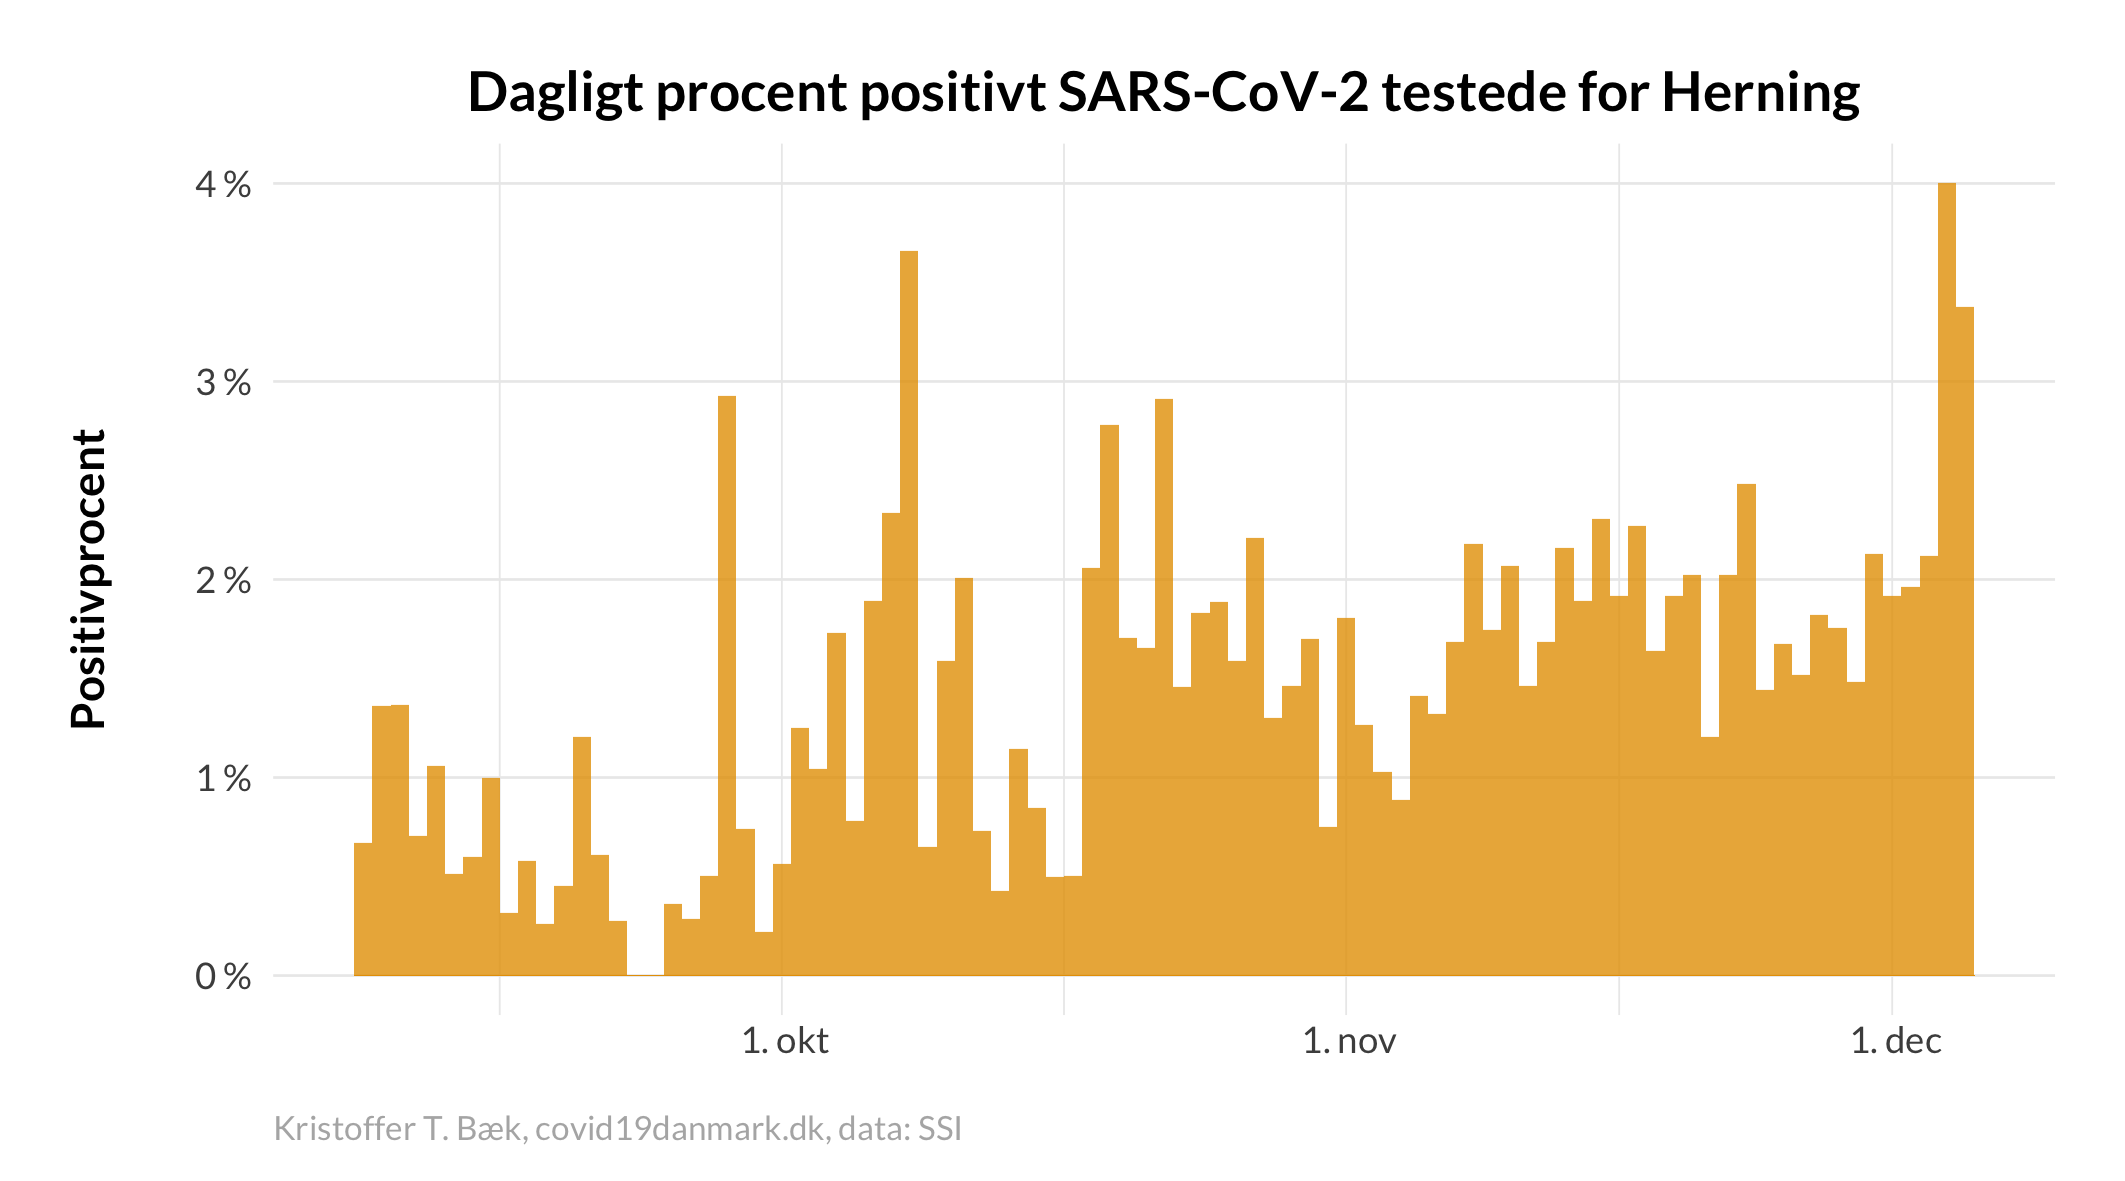 Dagligt procent positivt SARS-CoV-2 testede for Herning
Positivprocent
4 %
3 %
2 %
1 %
0 %
1. okt
1. nov
1. dec
Kristoffer T. Bæk, covid19danmark.dk, data: SSI